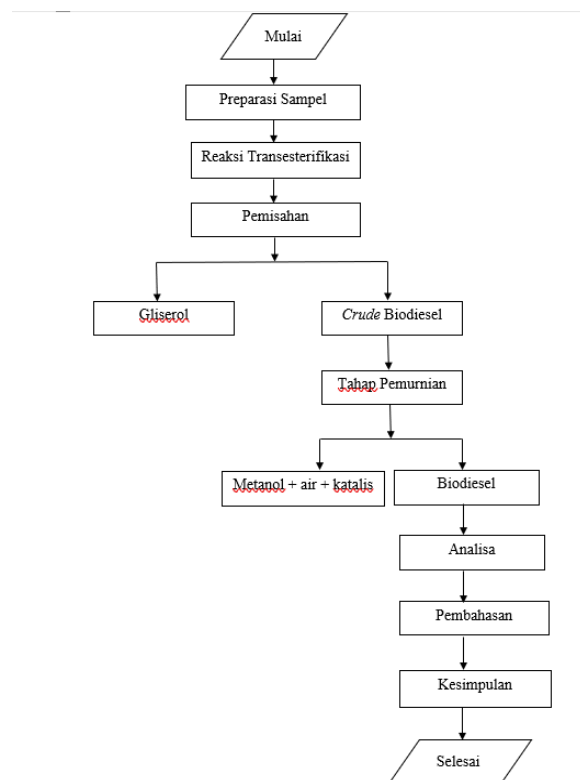 Mulai
Preparasi Sampel
Reaksi Transesterifikasi
Pemisahan
Gliserol
Crude Biodiesel
Tahap Pemurnian
Metanol + air + katalis
Biodiesel
Analisa
Pembahasan
Kesimpulan
Selesai